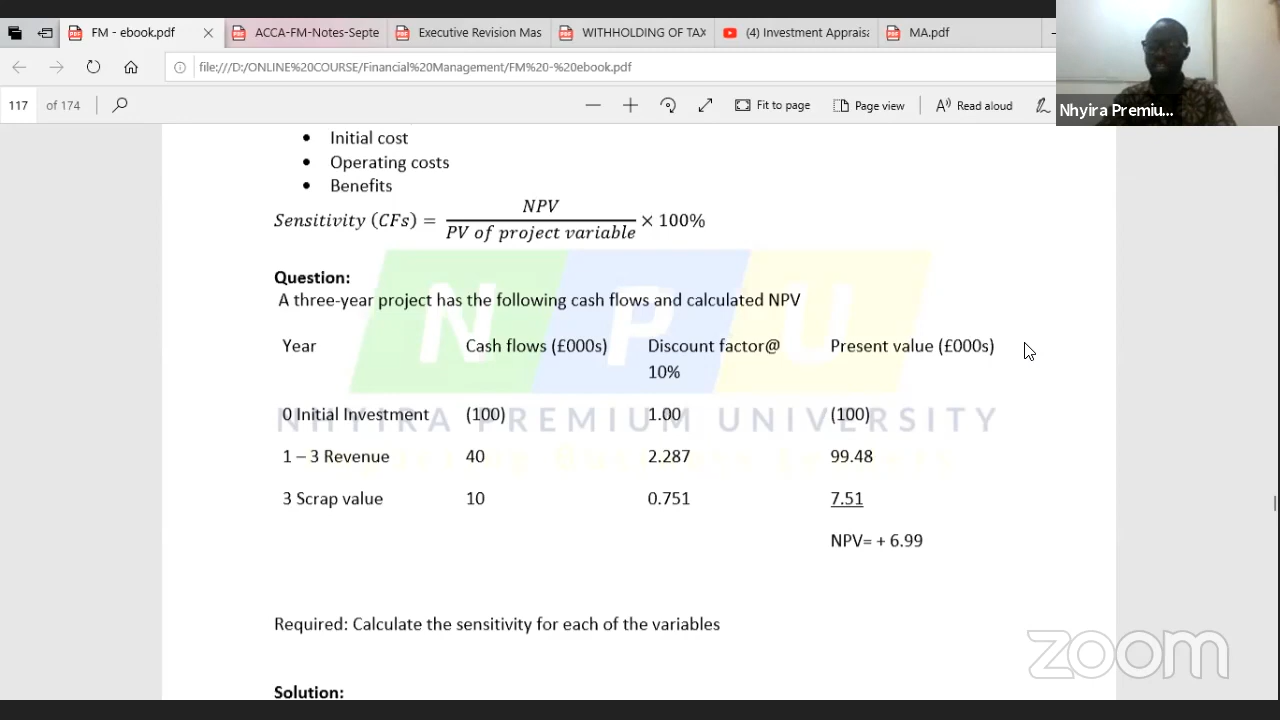 FM - ebook.pdf
ACCA-FM-Notes-Septe
Executive Revision Mas
WITHHOLDING OF TAX
(4) Investment Appraisa
MA.pdf
file:///D:/ONLINE%20COURSE/Financial%20Management/FM%20-%20ebook.pdf
117 of 174
Fit to page
Page view
Read aloud
Nhyira Premiu...
• Initial cost
• Operating costs
• Benefits
Sensitivity (CFs) = NPV / PV of project variable × 100%
Question:
A three-year project has the following cash flows and calculated NPV
Year Cash flows (£000s) Discount factor@ Present value (£000s)
10%
0 Initial Investment (100) 1.00 (100)
NHYIRA PREMIUM UNIVERSITY
1 – 3 Revenue 40 2.287 99.48
3 Scrap value 10 0.751 7.51
NPV= + 6.99
Required: Calculate the sensitivity for each of the variables
Solution:
NPU
zoom